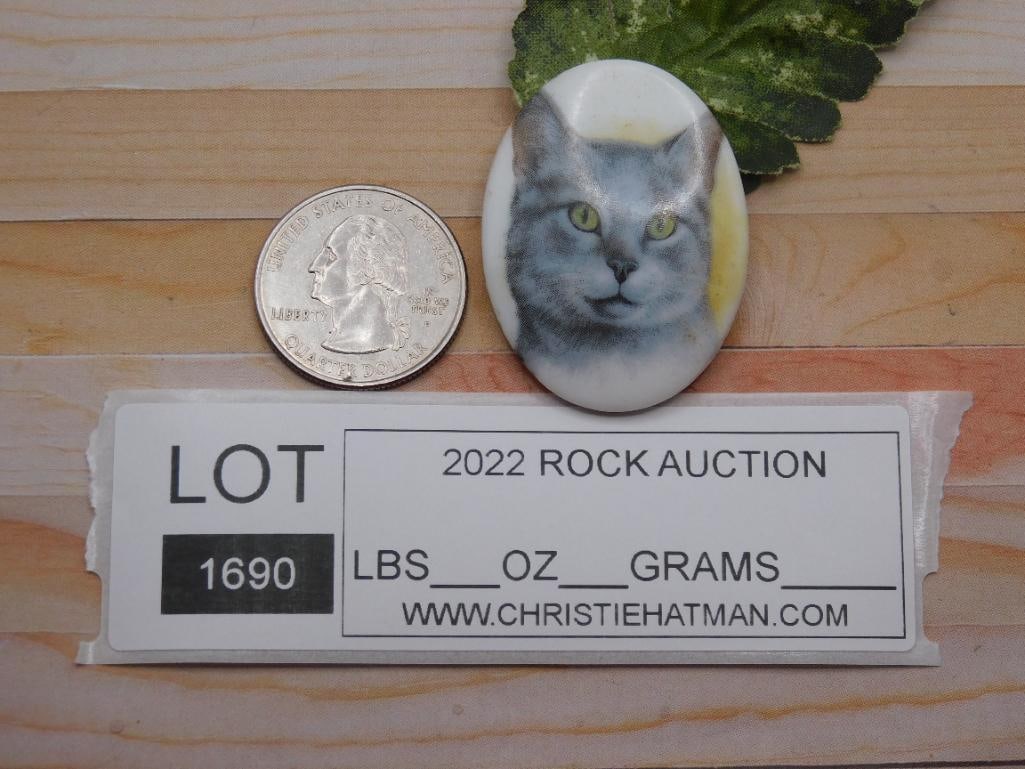 UNITED STATES OF AMERICA
LIBERTY
IN
GOD WE
TRUST
P
QUARTER DOLLAR
LOT
1690
2022 ROCK AUCTION
LBS___OZ___GRAMS_____
WWW.CHRISTIEHATMAN.COM